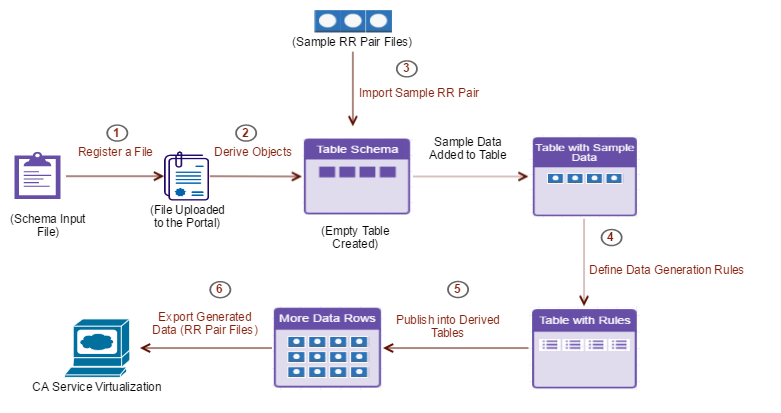 (Sample RR Pair Files)
3
Import Sample RR Pair
1
Register a File
2
Derive Objects
Table Schema
Sample Data
Added to Table
Table with Sample
Data
(Schema Input
File)
(File Uploaded
to the Portal)
(Empty Table
Created)
4
Define Data Generation Rules
6
Export Generated
Data (RR Pair Files)
More Data Rows
5
Publish into Derived
Tables
Table with Rules
CA Service Virtualization